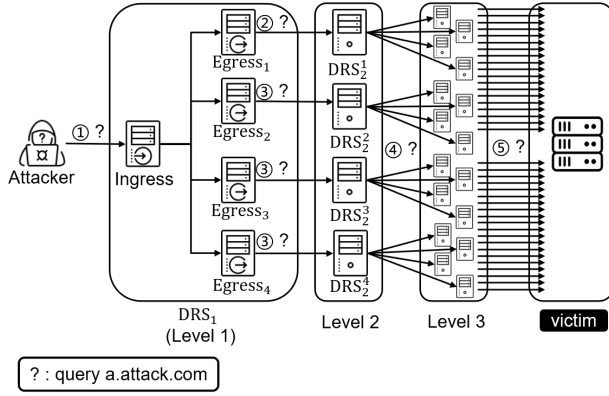 ② ?
Egress₁
DRS₂¹
③ ?
Egress₂
DRS₂²
① ?
④ ?
⑤ ?
Attacker
Ingress
③ ?
Egress₃
DRS₂³
③ ?
Egress₄
DRS₂⁴
DRS₁
(Level 1)
Level 2
Level 3
victim
? : query a.attack.com